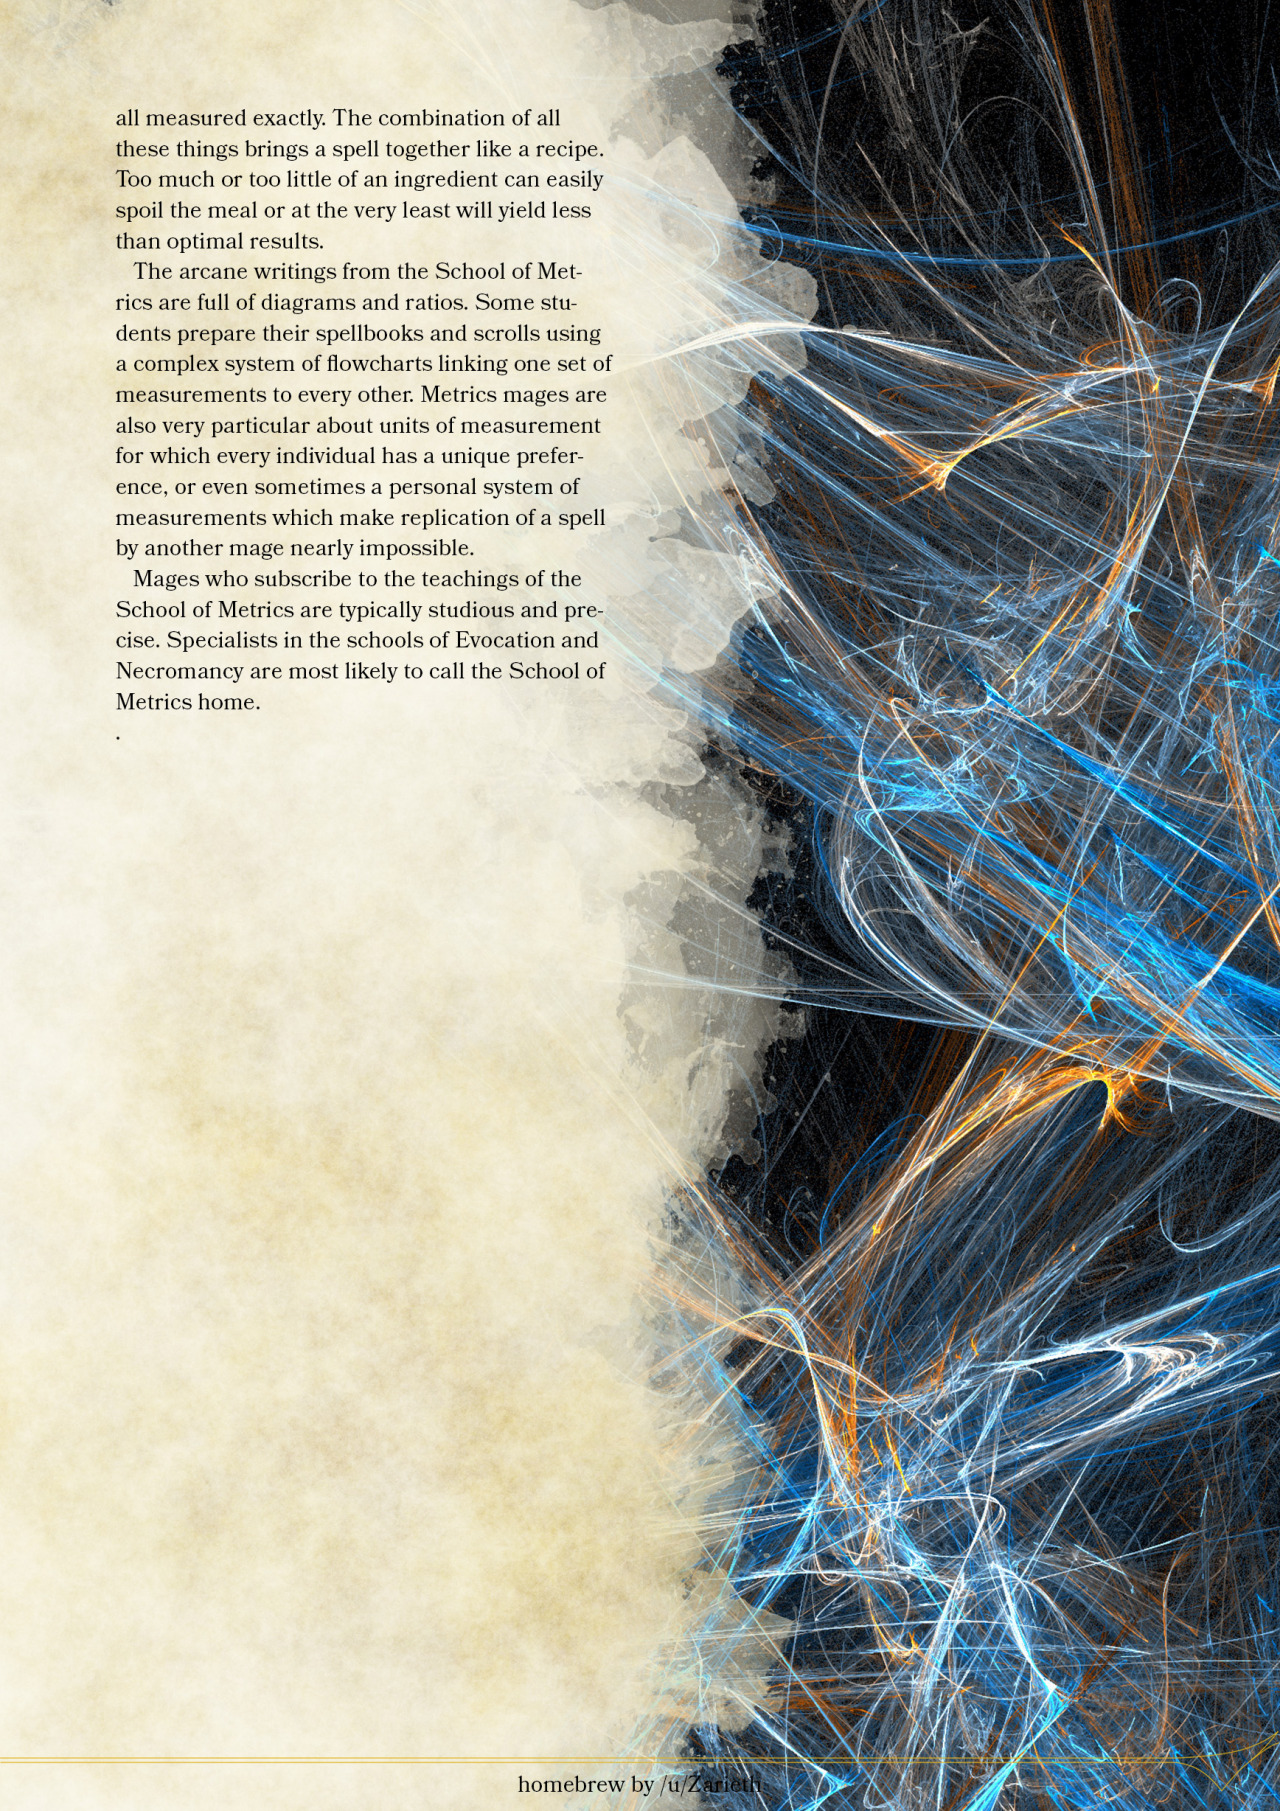 all measured exactly. The combination of all
these things brings a spell together like a recipe.
Too much or too little of an ingredient can easily
spoil the meal or at the very least will yield less
than optimal results.
The arcane writings from the School of Met-
rics are full of diagrams and ratios. Some stu-
dents prepare their spellbooks and scrolls using
a complex system of flowcharts linking one set of
measurements to every other. Metrics mages are
also very particular about units of measurement
for which every individual has a unique prefer-
ence, or even sometimes a personal system of
measurements which make replication of a spell
by another mage nearly impossible.
Mages who subscribe to the teachings of the
School of Metrics are typically studious and pre-
cise. Specialists in the schools of Evocation and
Necromancy are most likely to call the School of
Metrics home.
.
homebrew by /u/Zarieth